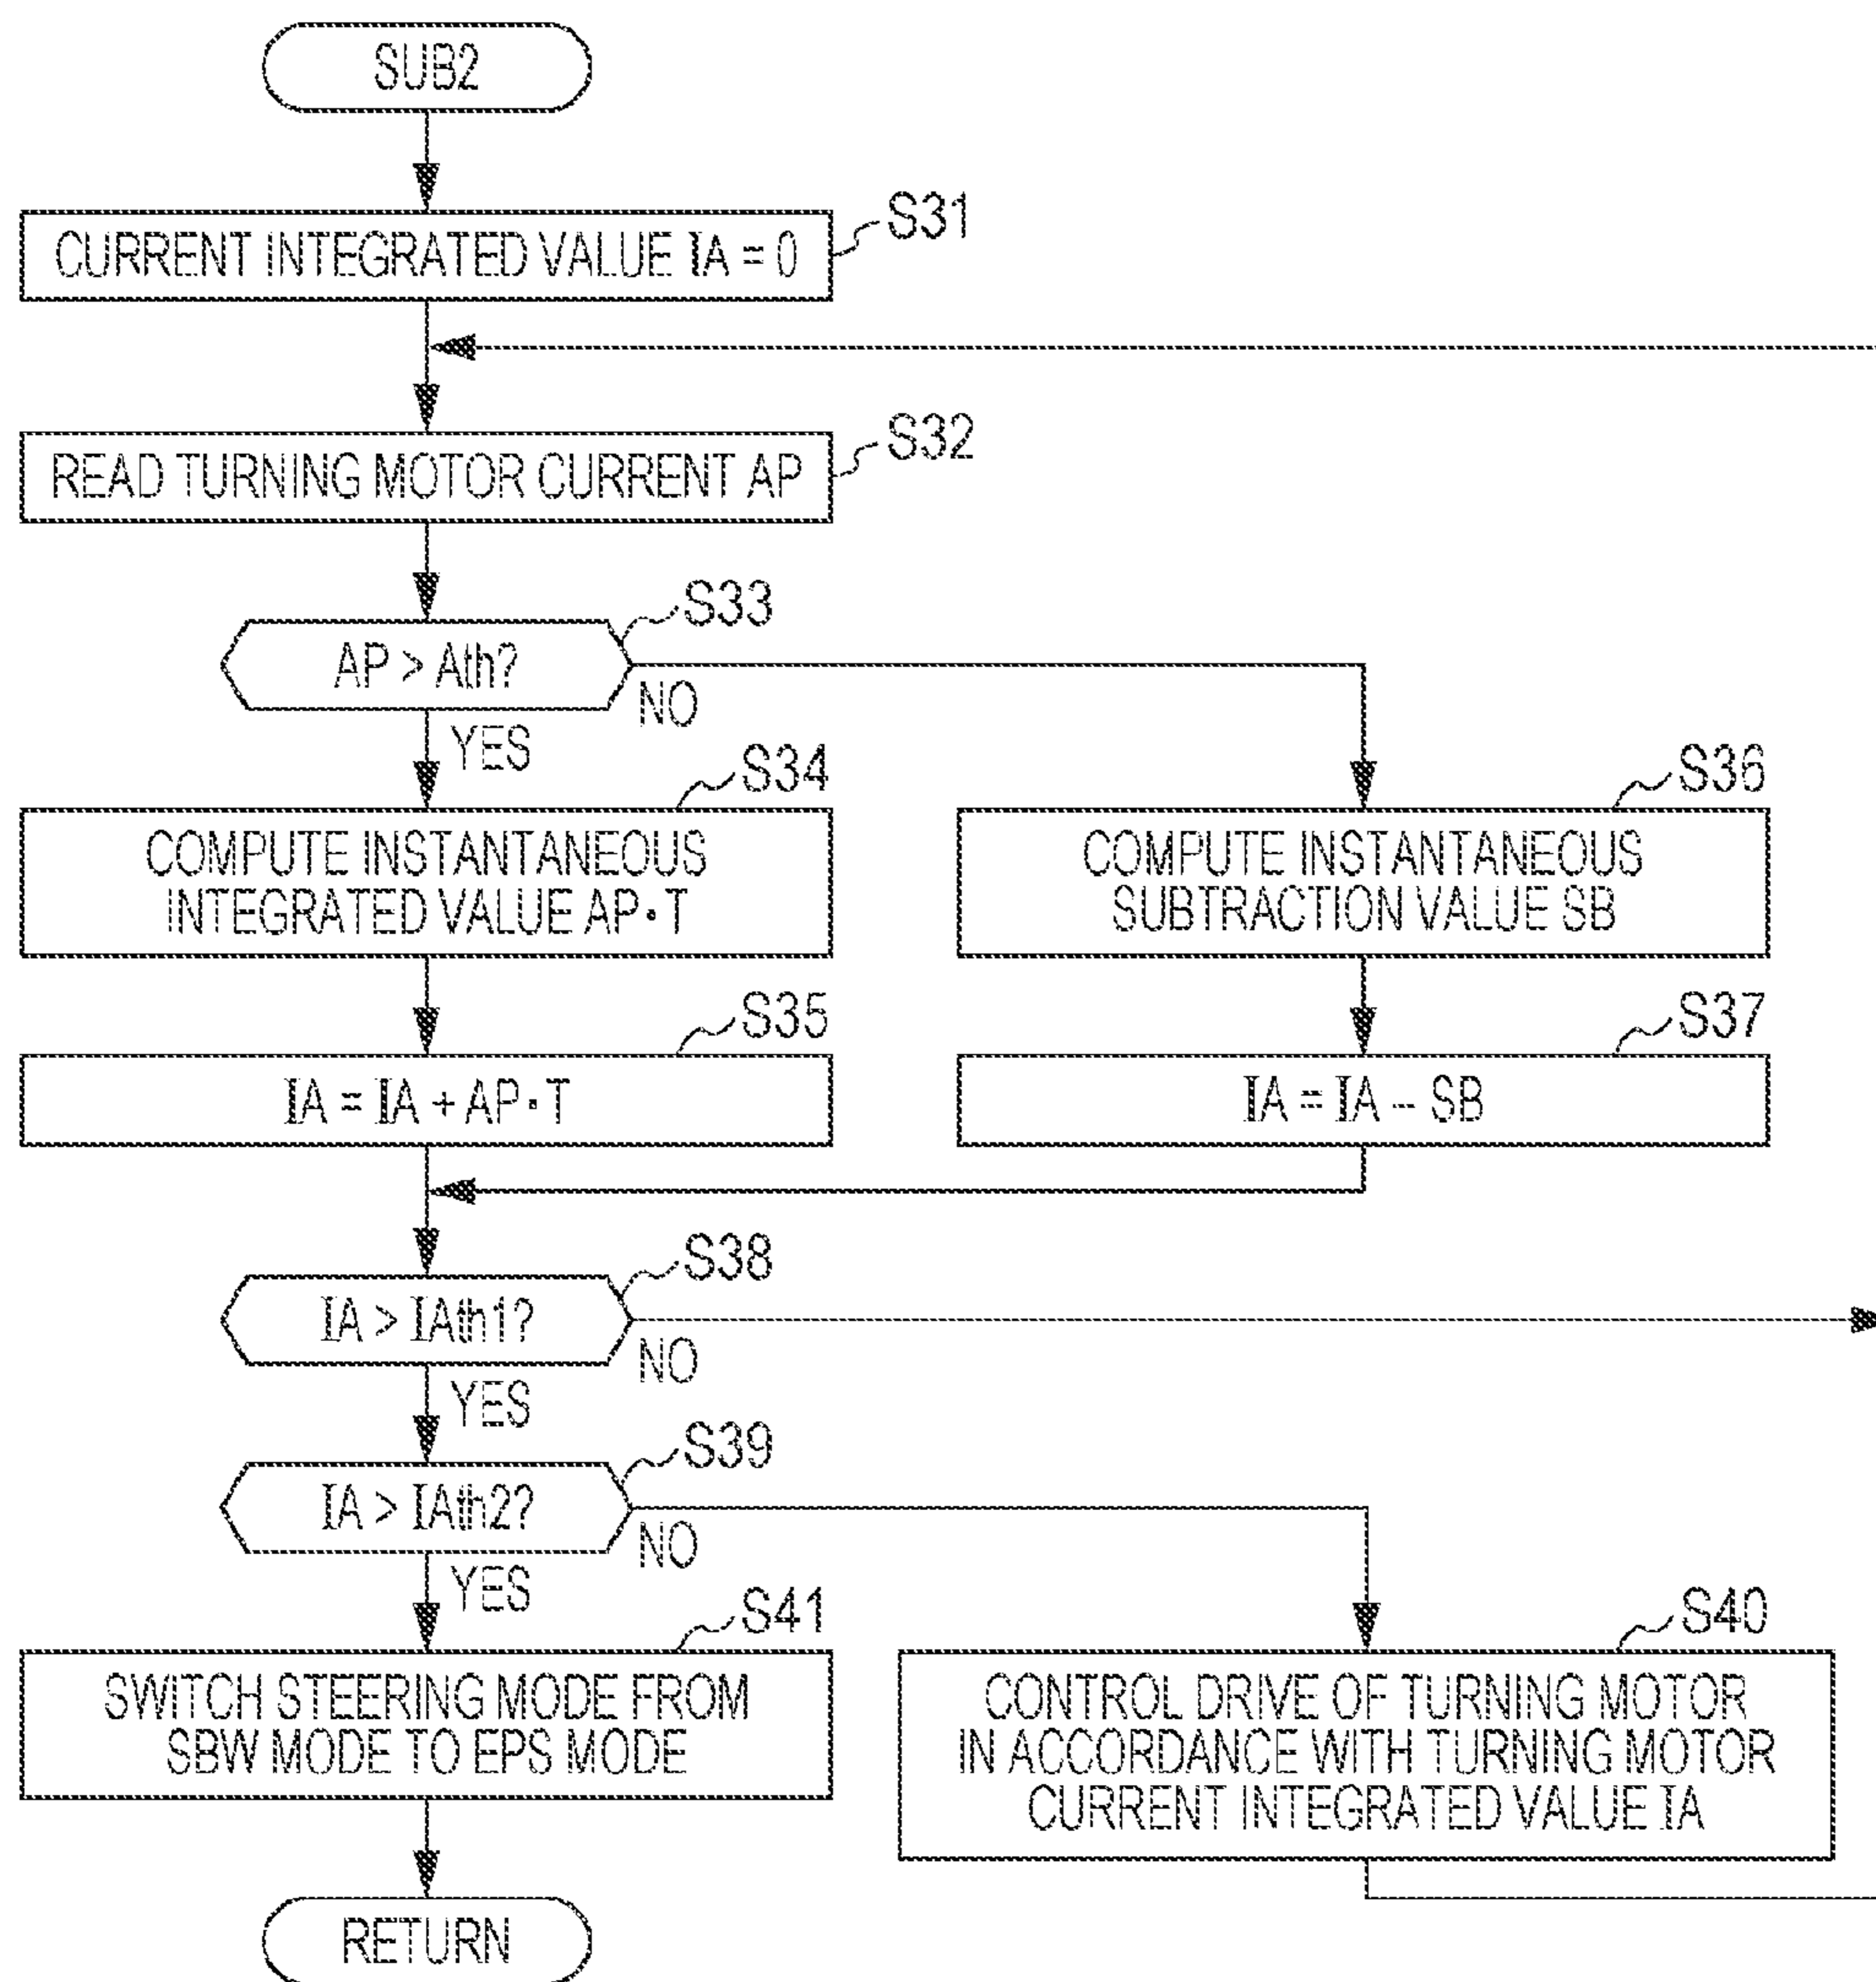 SUB2
S31
CURRENT INTEGRATED VALUE IA = 0
S32
READ TURNING MOTOR CURRENT AP
S33
AP > Ath?
NO
YES
S34
COMPUTE INSTANTANEOUS
INTEGRATED VALUE AP·T
S36
COMPUTE INSTANTANEOUS
SUBTRACTION VALUE SB
S35
IA = IA + AP·T
S37
IA = IA – SB
S38
IA > IAth1?
NO
YES
S39
IA > IAth2?
NO
YES
S41
SWITCH STEERING MODE FROM
SBW MODE TO EPS MODE
S40
CONTROL DRIVE OF TURNING MOTOR
IN ACCORDANCE WITH TURNING MOTOR
CURRENT INTEGRATED VALUE IA
RETURN